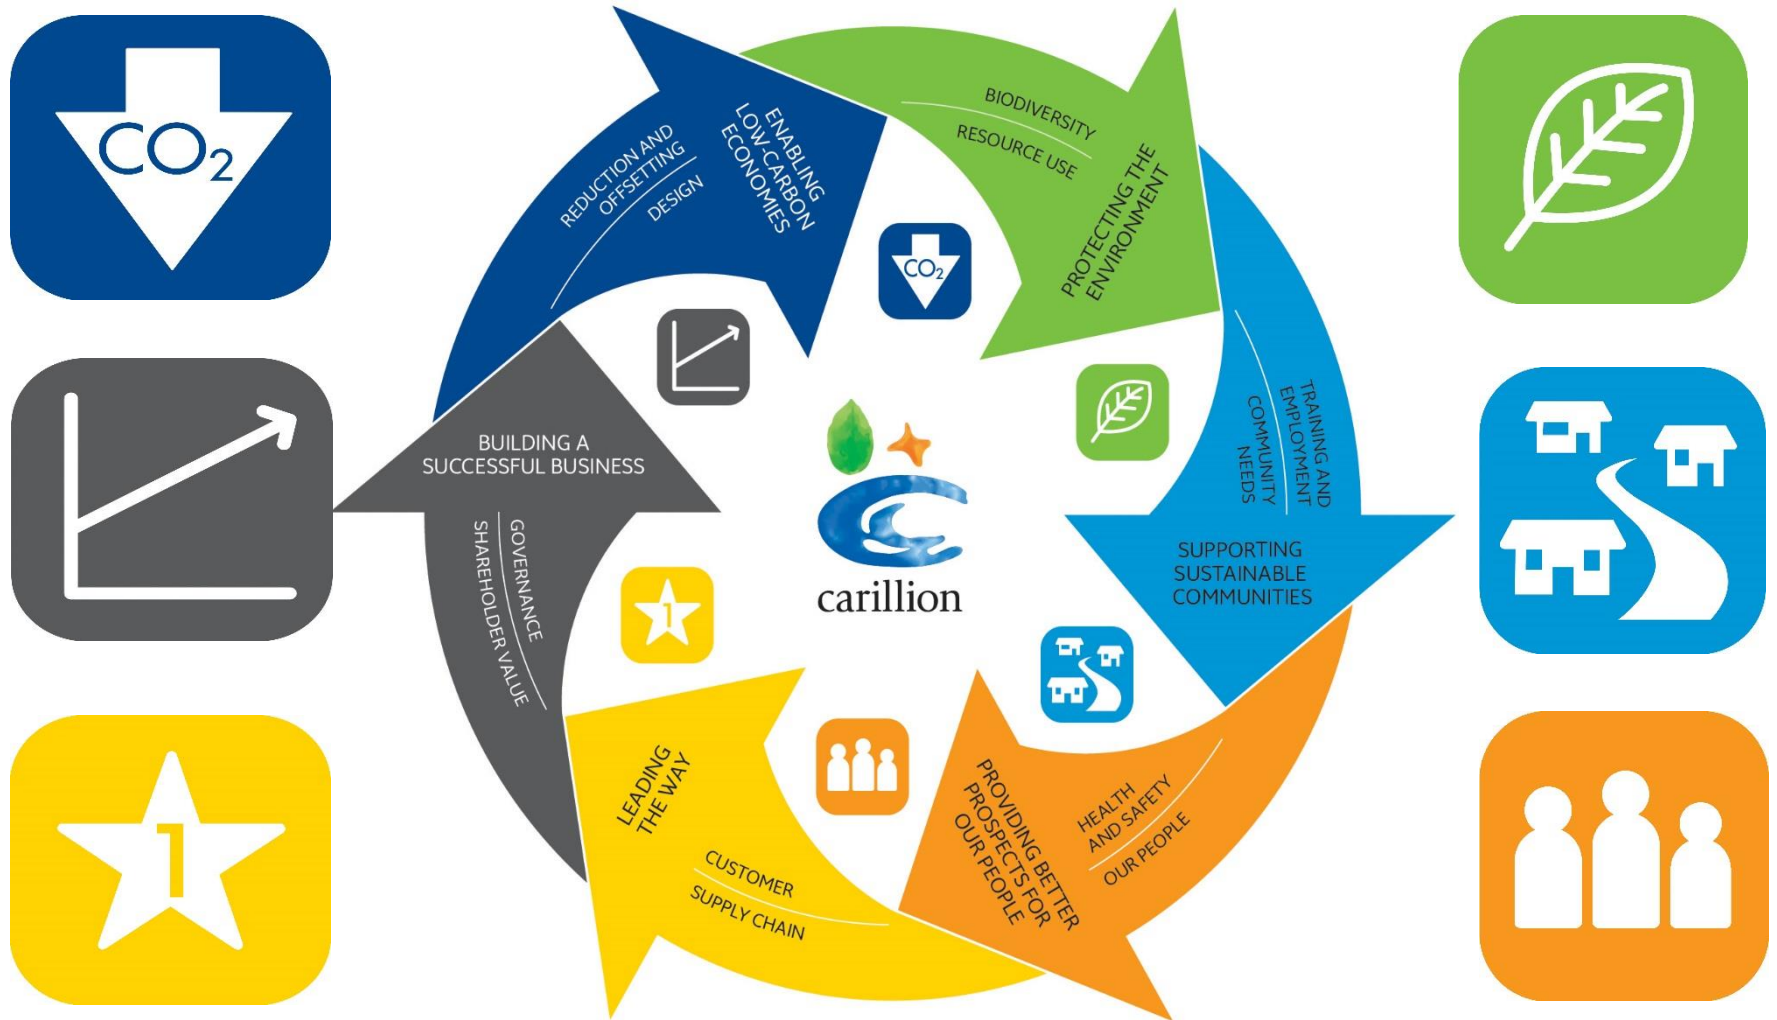 CO₂
1
REDUCTION AND
OFFSETTING
DESIGN
ENABLING
LOW-CARBON
ECONOMIES
BIODIVERSITY
RESOURCE USE
PROTECTING THE
ENVIRONMENT
TRAINING AND
EMPLOYMENT
COMMUNITY
NEEDS
SUPPORTING
SUSTAINABLE
COMMUNITIES
HEALTH
AND SAFETY
OUR PEOPLE
PROVIDING BETTER
PROSPECTS FOR
OUR PEOPLE
CUSTOMER
SUPPLY CHAIN
LEADING
THE WAY
GOVERNANCE
SHAREHOLDER VALUE
BUILDING A
SUCCESSFUL BUSINESS
CO₂
1
carillion